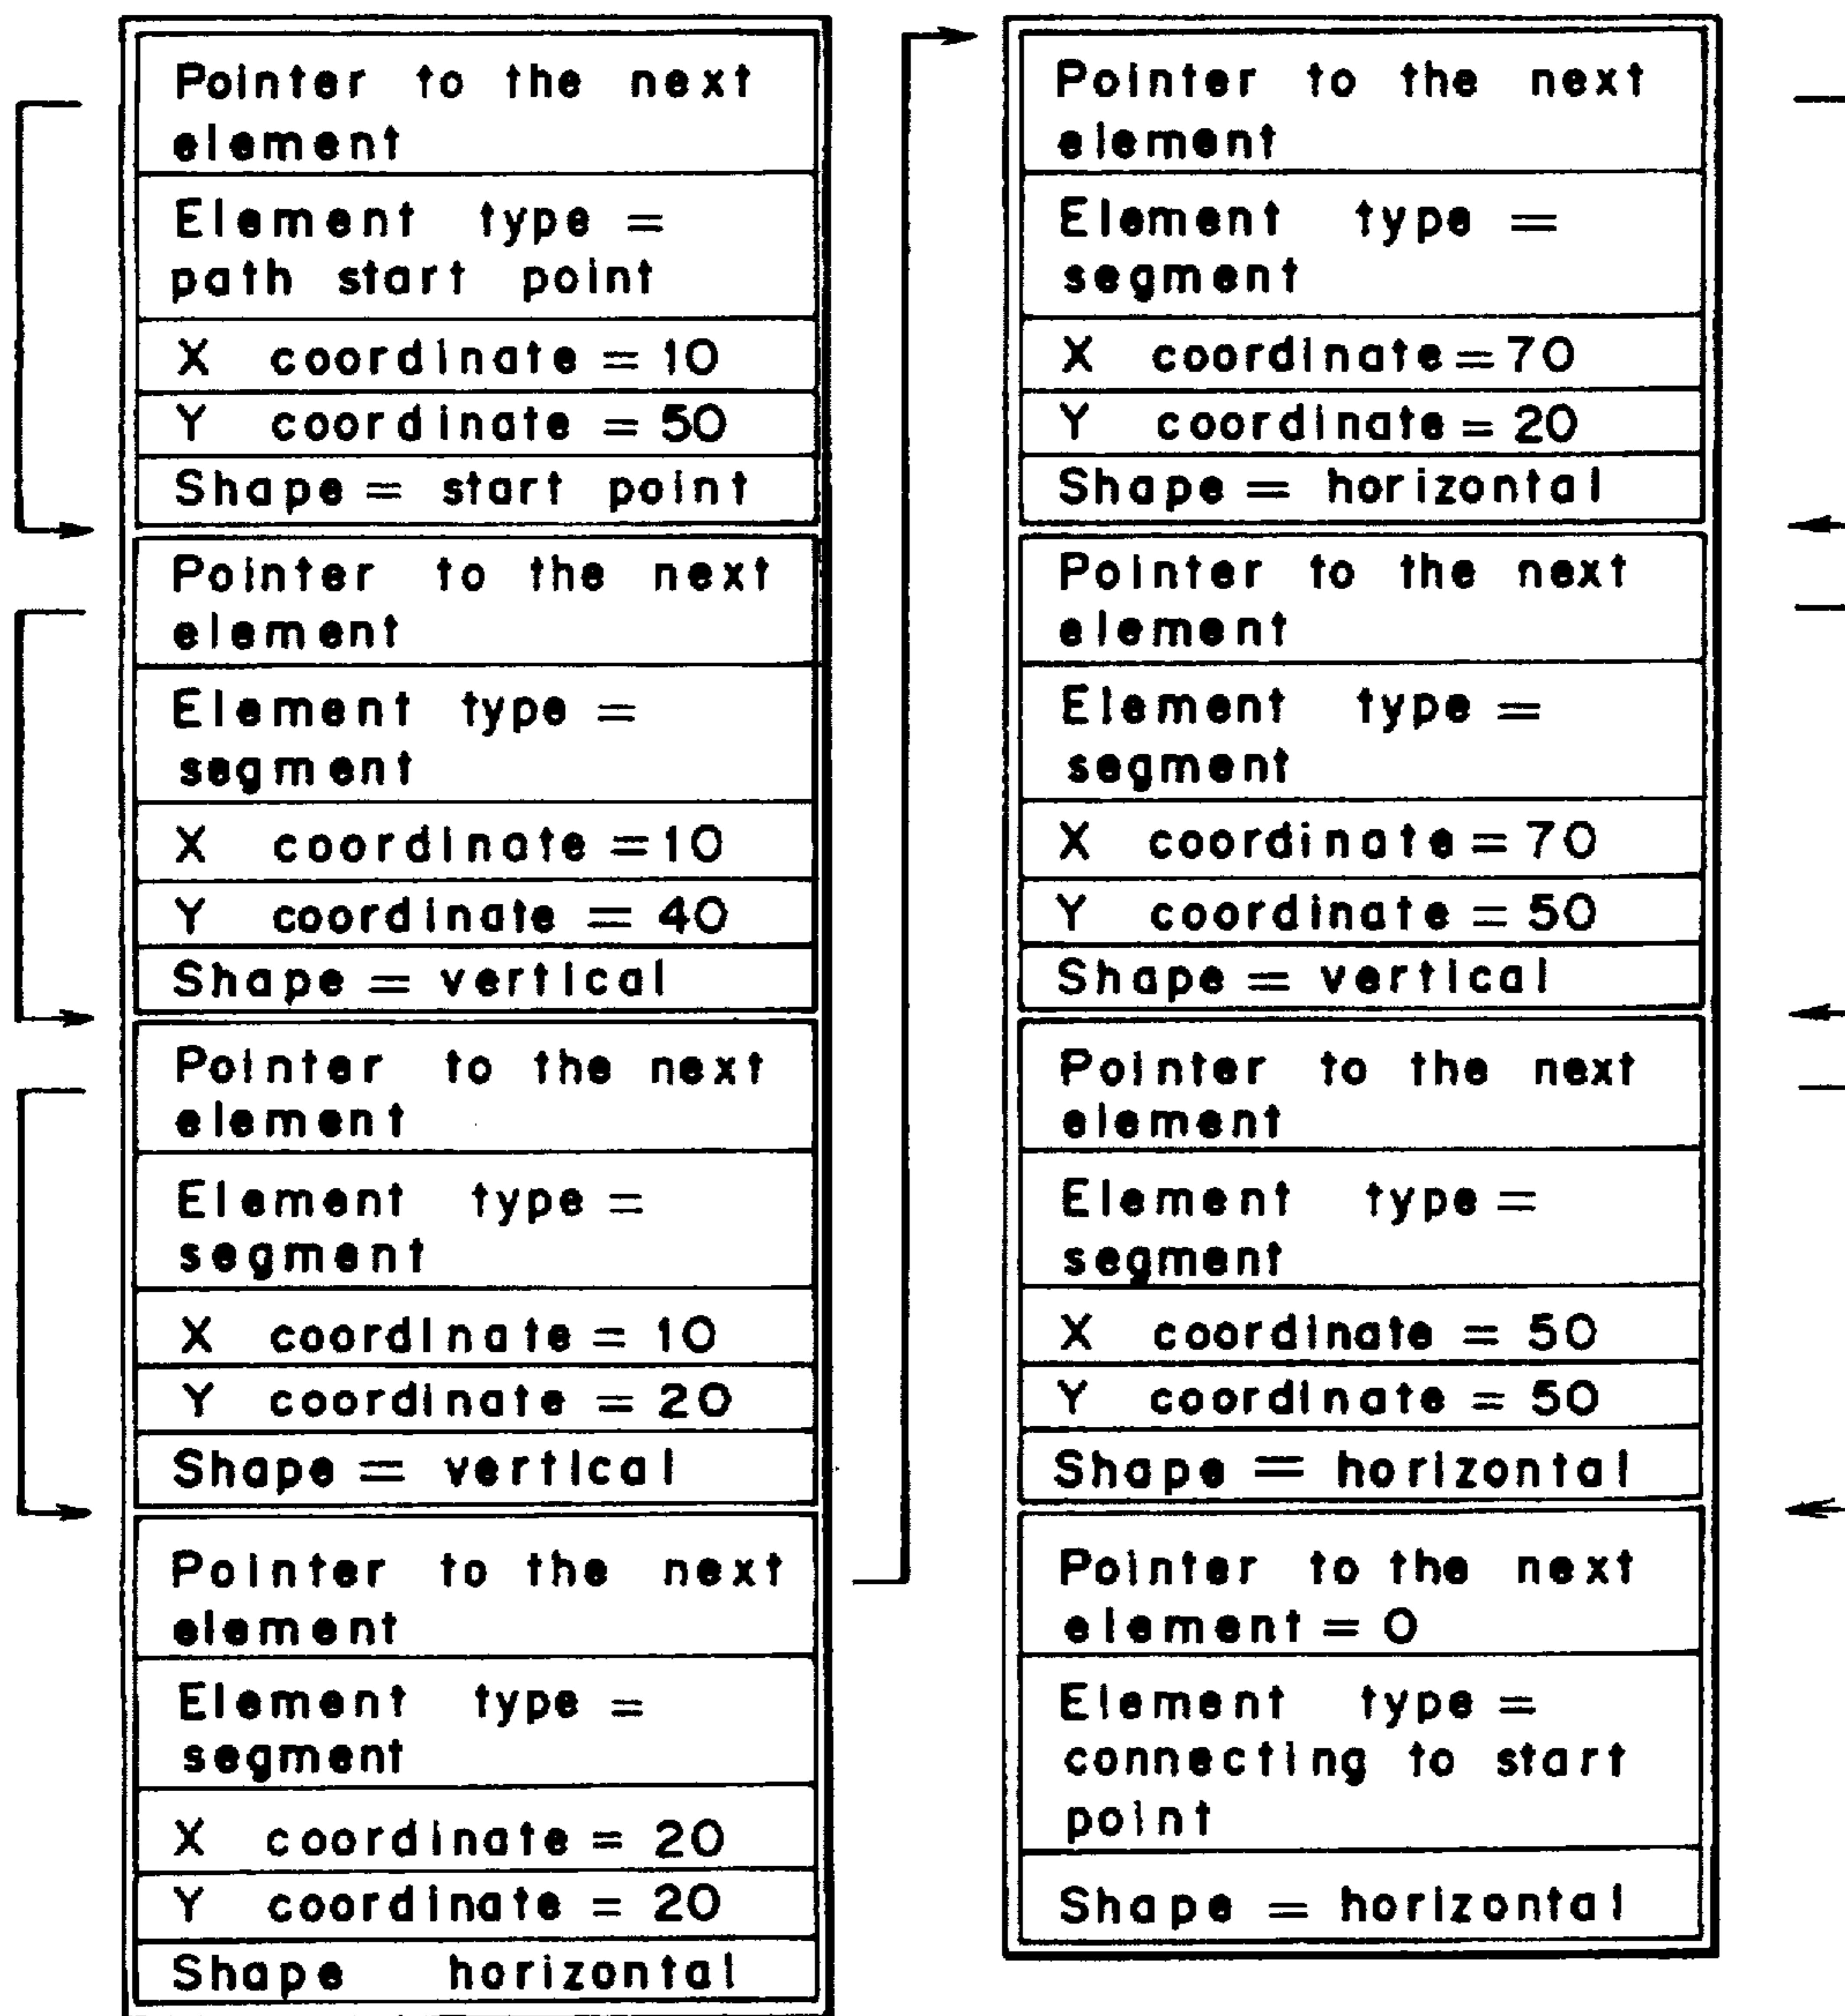 Pointer to the next
element
Element type =
path start point
X coordinate = 10
Y coordinate = 50
Shape = start point
Pointer to the next
element
Element type =
segment
X coordinate = 10
Y coordinate = 40
Shape = vertical
Pointer to the next
element
Element type =
segment
X coordinate = 10
Y coordinate = 20
Shape = vertical
Pointer to the next
element
Element type =
segment
X coordinate = 20
Y coordinate = 20
Shape horizontal
Pointer to the next
element
Element type =
segment
X coordinate = 70
Y coordinate = 20
Shape = horizontal
Pointer to the next
element
Element type =
segment
X coordinate = 70
Y coordinate = 50
Shape = vertical
Pointer to the next
element
Element type =
segment
X coordinate = 50
Y coordinate = 50
Shape = horizontal
Pointer to the next
element = 0
Element type =
connecting to start
point
Shape = horizontal